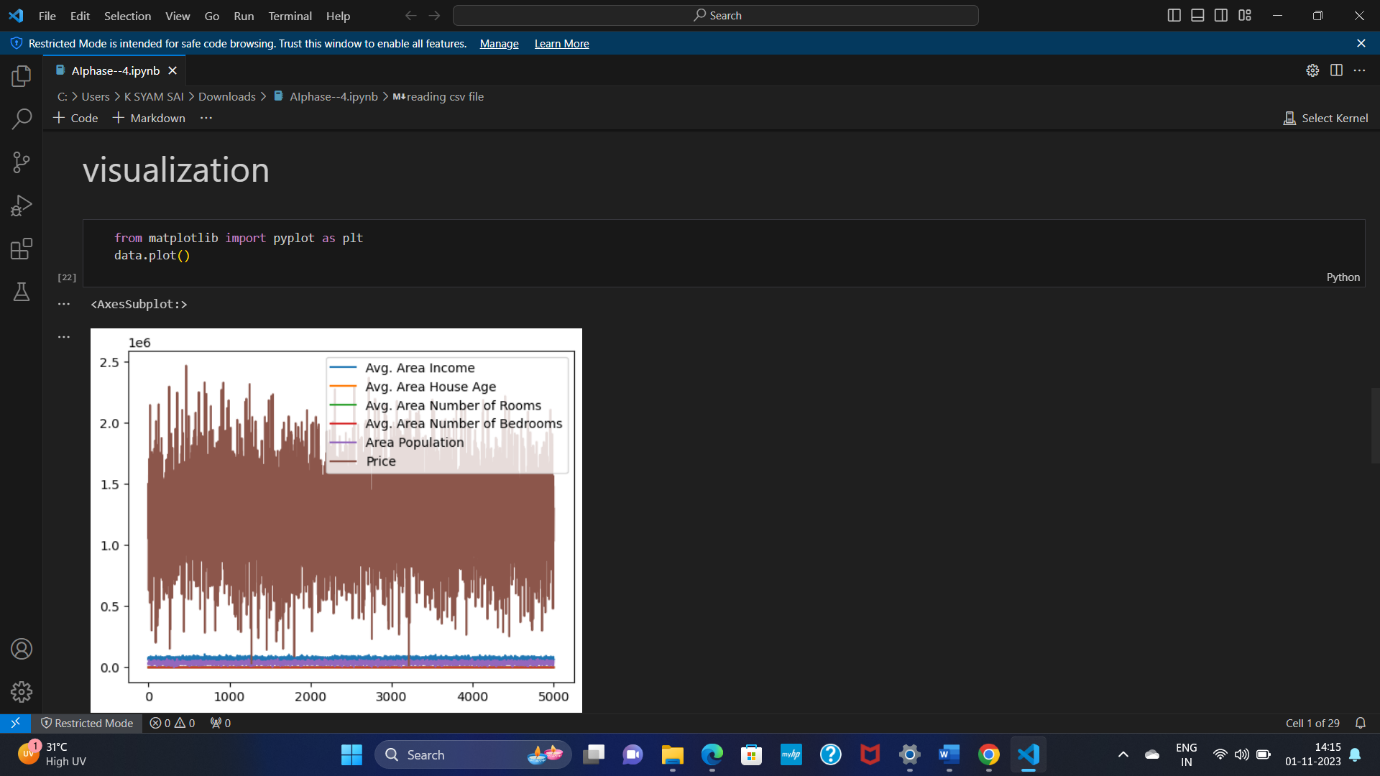 File Edit Selection View Go Run Terminal Help
Search
Restricted Mode is intended for safe code browsing. Trust this window to enable all features. Manage Learn More
AIphase--4.ipynb
C: > Users > K SYAM SAI > Downloads > AIphase--4.ipynb > M↓reading csv file
+ Code + Markdown ...
Select Kernel
visualization
from matplotlib import pyplot as plt
data.plot()
[22]
Python
... <AxesSubplot:>
...
1e6
2.5
2.0
1.5
1.0
0.5
0.0
0 1000 2000 3000 4000 5000
Avg. Area Income
Avg. Area House Age
Avg. Area Number of Rooms
Avg. Area Number of Bedrooms
Area Population
Price
Restricted Mode 0 0 0
Cell 1 of 29
UV 1
31°C
High UV
Search
myhp
ENG
IN
14:15
01-11-2023